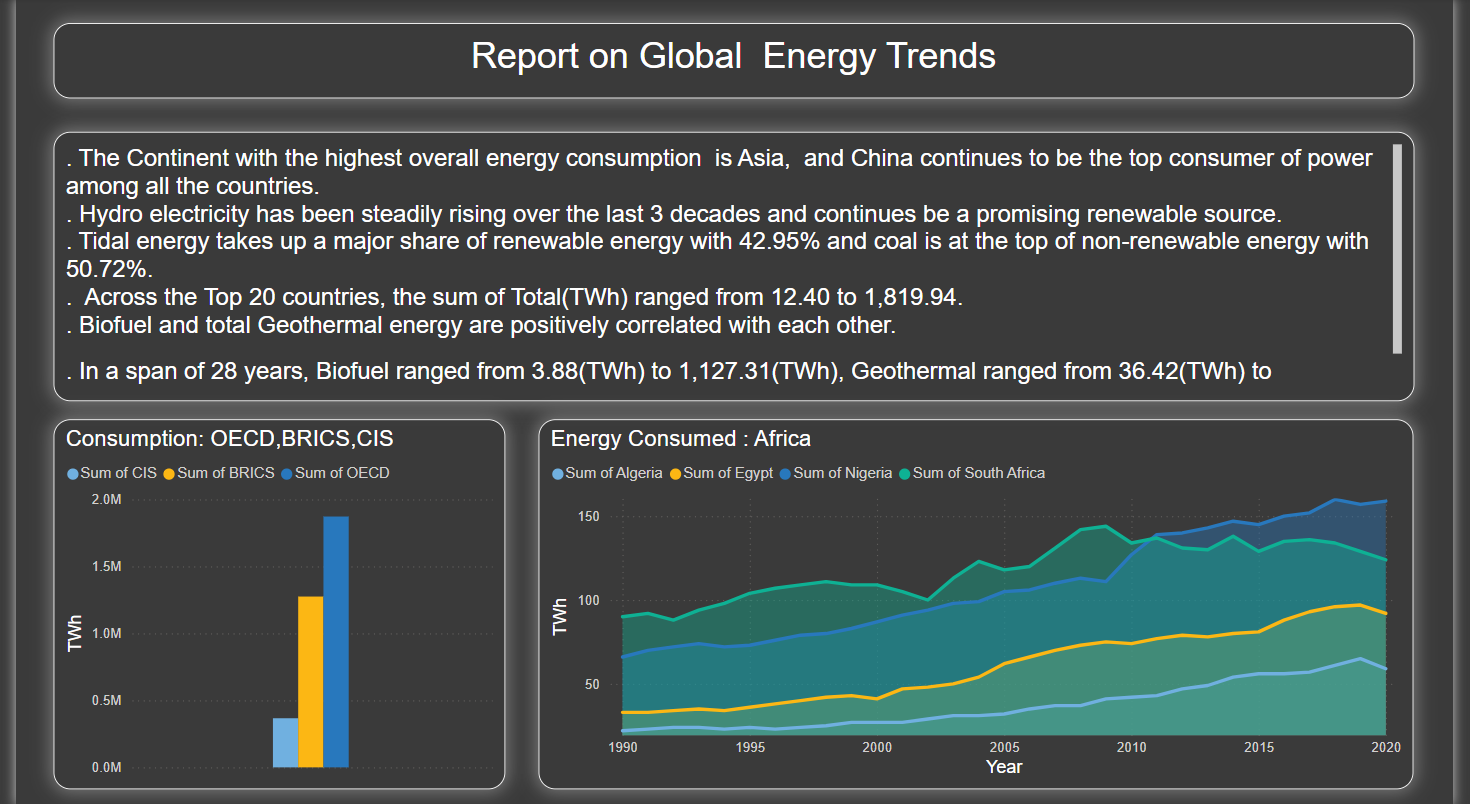 Report on Global  Energy Trends
. The Continent with the highest overall energy consumption  is Asia,  and China continues to be the top consumer of power
among all the countries.
. Hydro electricity has been steadily rising over the last 3 decades and continues be a promising renewable source.
. Tidal energy takes up a major share of renewable energy with 42.95% and coal is at the top of non-renewable energy with
50.72%.
.  Across the Top 20 countries, the sum of Total(TWh) ranged from 12.40 to 1,819.94.
. Biofuel and total Geothermal energy are positively correlated with each other.
. In a span of 28 years, Biofuel ranged from 3.88(TWh) to 1,127.31(TWh), Geothermal ranged from 36.42(TWh) to
Consumption: OECD,BRICS,CIS
Sum of CIS Sum of BRICS Sum of OECD
2.0M
1.5M
1.0M
0.5M
0.0M
TWh
Energy Consumed : Africa
Sum of Algeria Sum of Egypt Sum of Nigeria Sum of South Africa
150
100
50
TWh
1990 1995 2000 2005 2010 2015 2020
Year